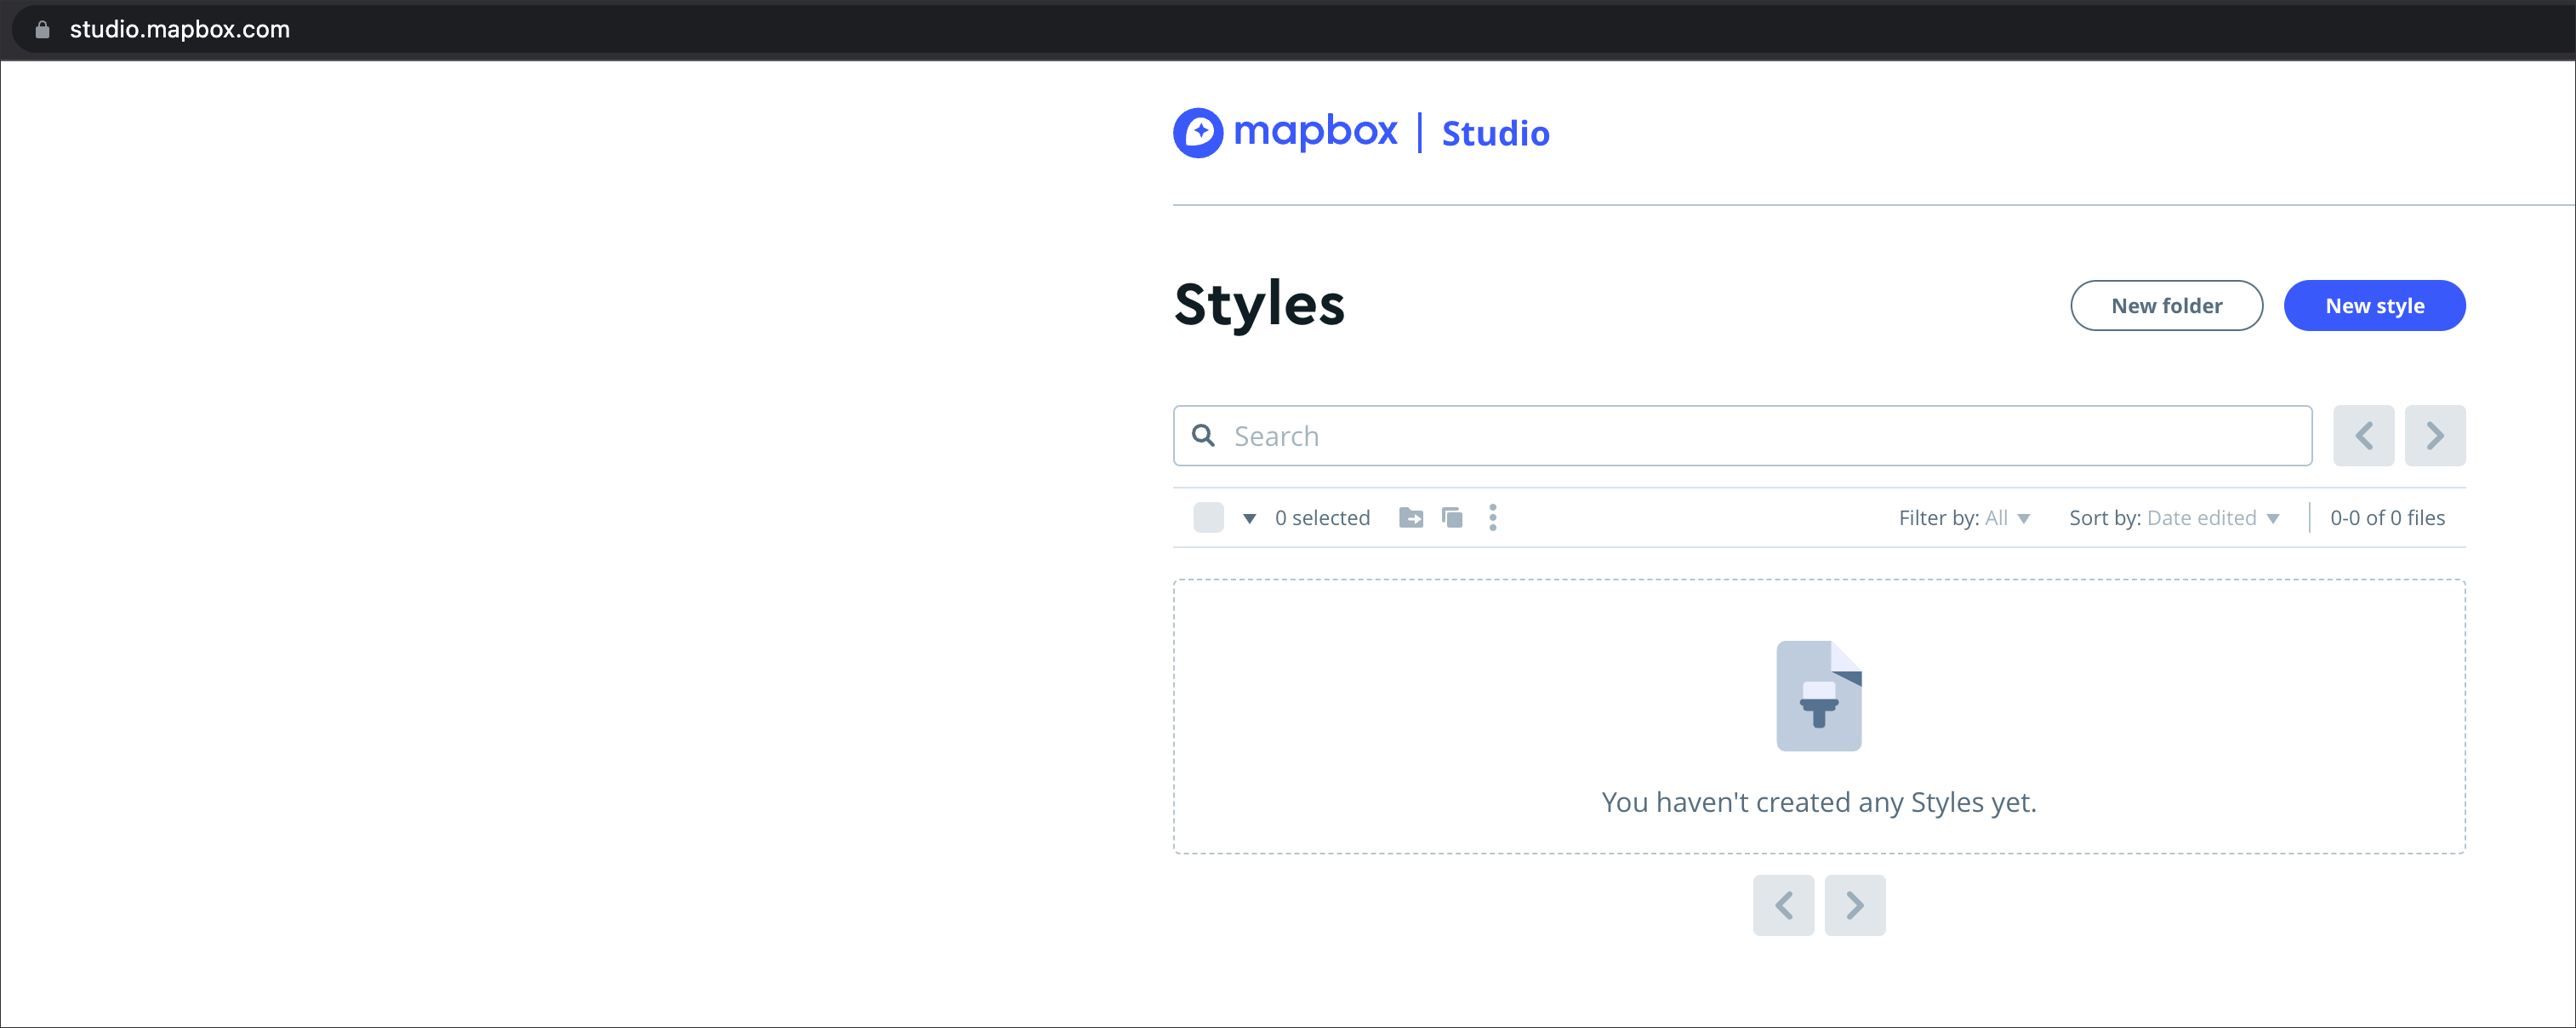 studio.mapbox.com
mapbox | Studio
Styles
New folder
New style
Search
0 selected
Filter by: All
Sort by: Date edited
0-0 of 0 files
You haven't created any Styles yet.